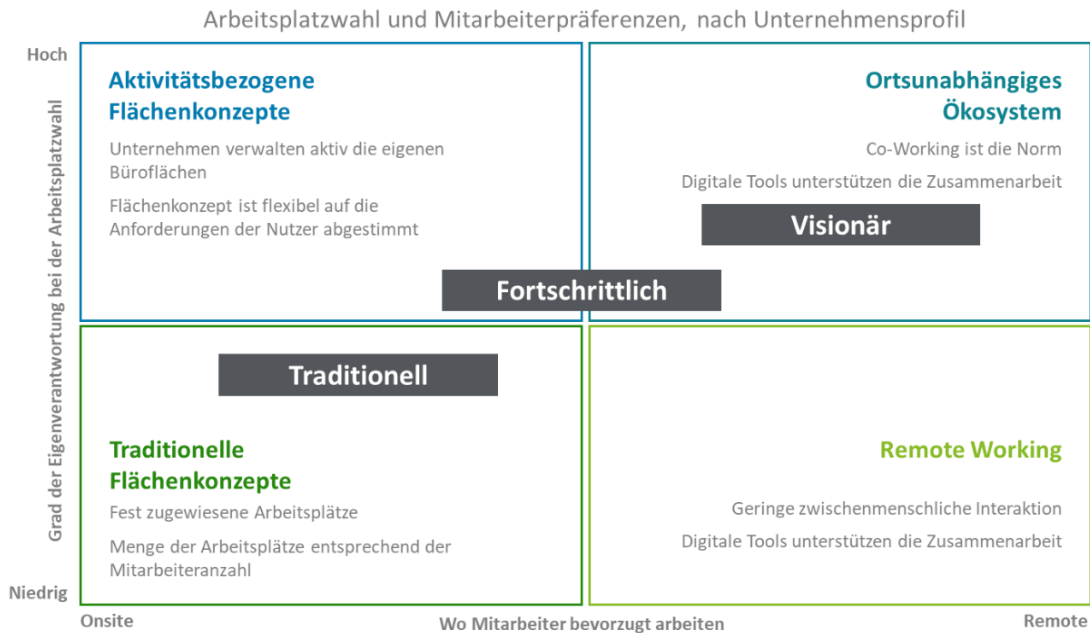 Arbeitsplatzwahl und Mitarbeiterpräferenzen, nach Unternehmensprofil
Hoch
Grad der Eigenverantwortung bei der Arbeitsplatzwahl
Niedrig
Aktivitätsbezogene
Flächenkonzepte
Unternehmen verwalten aktiv die eigenen
Büroflächen
Flächenkonzept ist flexibel auf die
Anforderungen der Nutzer abgestimmt
Ortsunabhängiges
Ökosystem
Co-Working ist die Norm
Digitale Tools unterstützen die Zusammenarbeit
Visionär
Fortschrittlich
Traditionell
Traditionelle
Flächenkonzepte
Fest zugewiesene Arbeitsplätze
Menge der Arbeitsplätze entsprechend der
Mitarbeiteranzahl
Remote Working
Geringe zwischenmenschliche Interaktion
Digitale Tools unterstützen die Zusammenarbeit
Onsite
Wo Mitarbeiter bevorzugt arbeiten
Remote